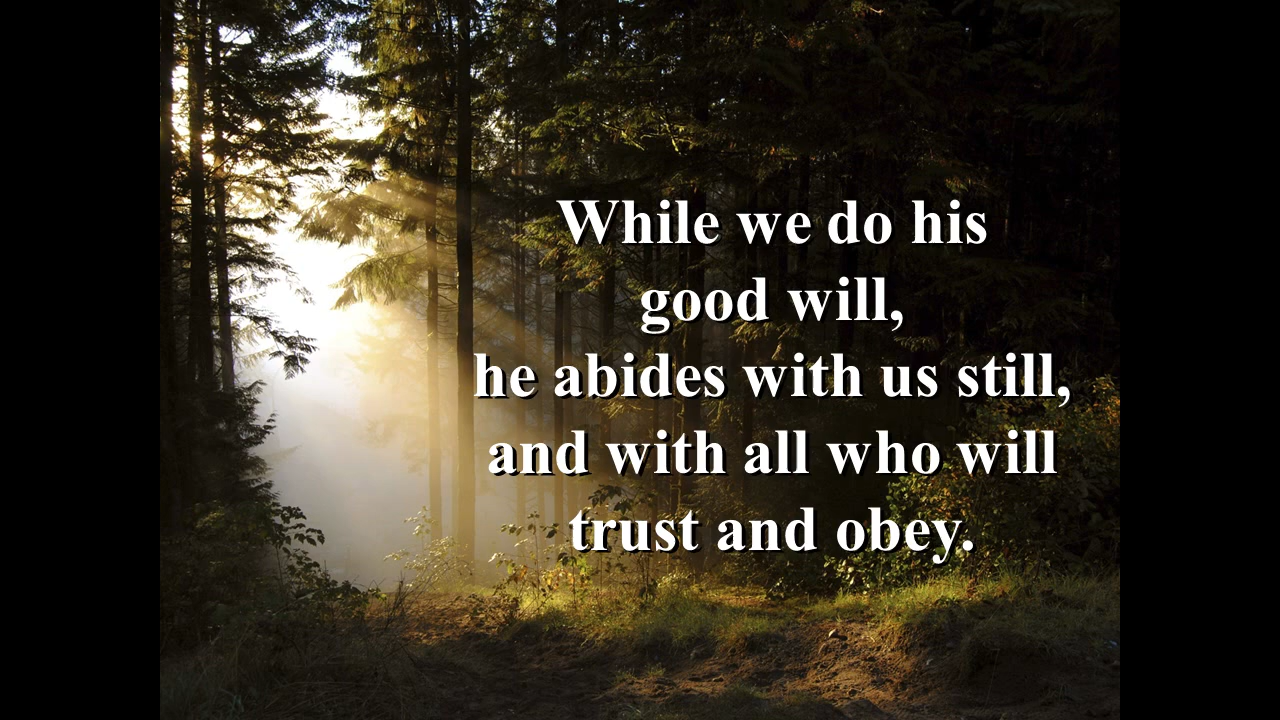 While we do his
good will,
he abides with us still,
and with all who will
trust and obey.